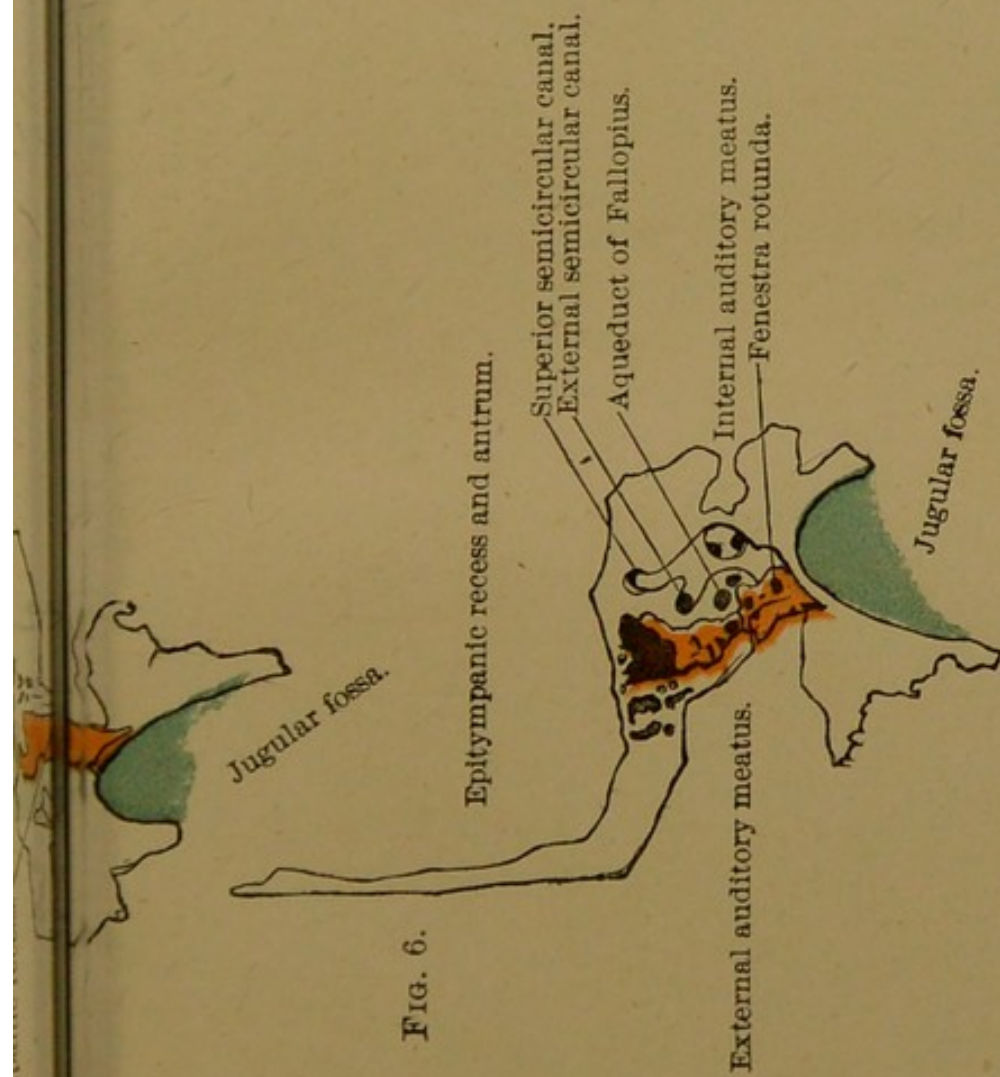 Jugular fossa.
FIG. 6.
Epitympanic recess and antrum.
Superior semicircular canal.
External semicircular canal.
Aqueduct of Fallopius.
Internal auditory meatus.
Fenestra rotunda.
External auditory meatus.
Jugular fossa.